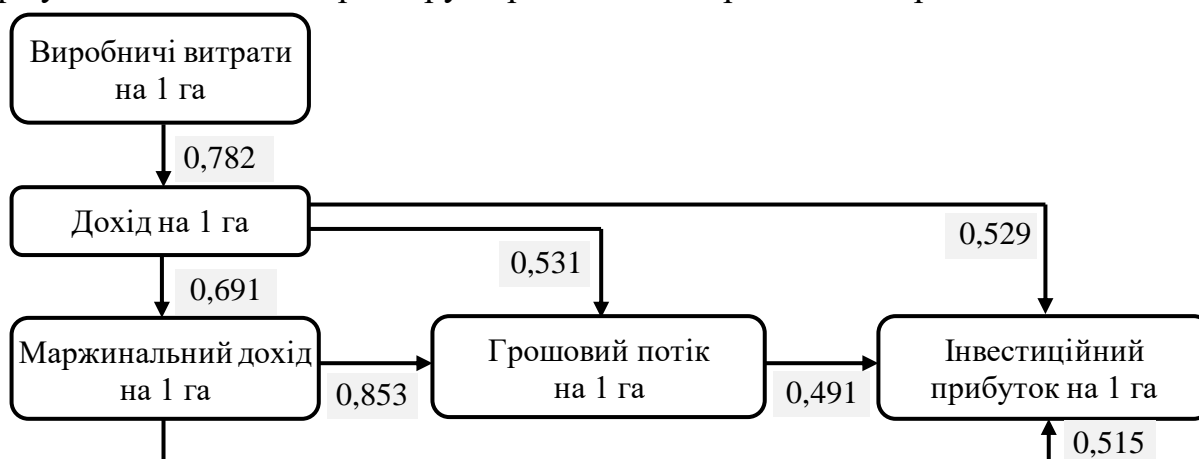 Виробничі витрати
на 1 га
0,782
Дохід на 1 га
0,529
0,531
0,691
Маржинальний дохід
на 1 га
0,853
Грошовий потік
на 1 га
0,491
Інвестиційний
прибуток на 1 га
0,515